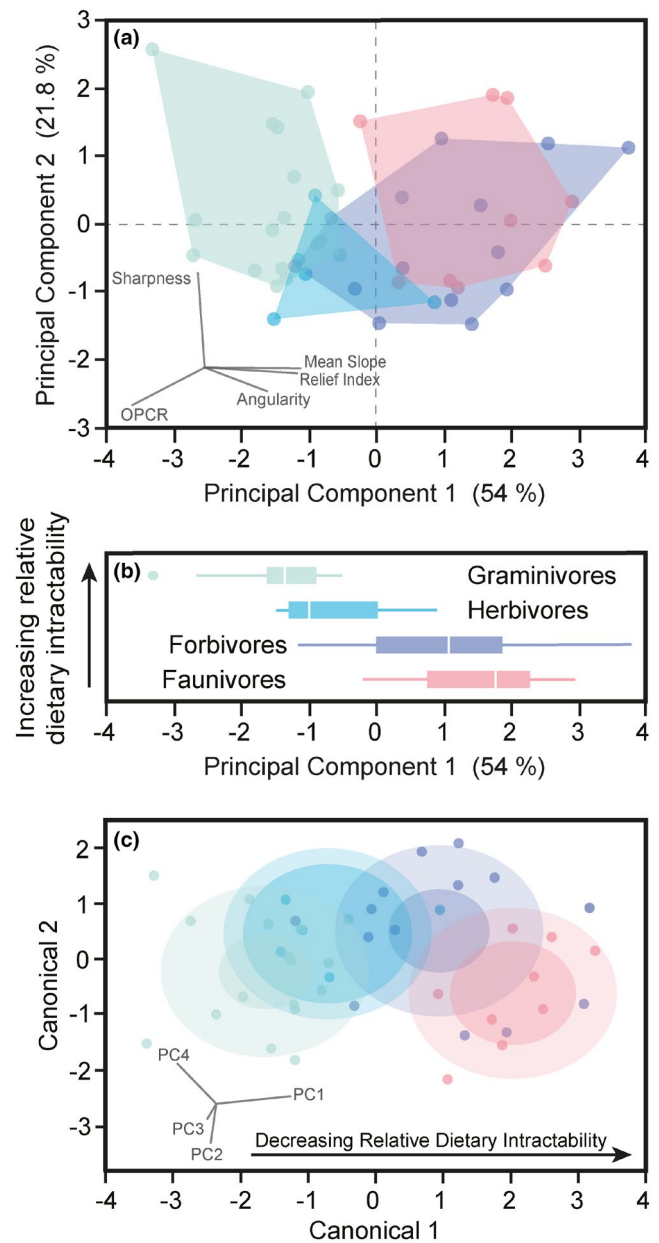 (a)
Principal Component 2 (21.8 %)
3
2
1
0
-1
-2
-3
Sharpness
Mean Slope
Relief Index
Angularity
OPCR
-4 -3 -2 -1 0 1 2 3 4
Principal Component 1 (54 %)
(b)
Increasing relative
dietary intractability
Graminivores
Herbivores
Forbivores
Faunivores
-4 -3 -2 -1 0 1 2 3 4
Principal Component 1 (54 %)
(c)
Canonical 2
2
1
0
-1
-2
-3
PC4
PC1
PC3
PC2
Decreasing Relative Dietary Intractability
-4 -3 -2 -1 0 1 2 3 4
Canonical 1